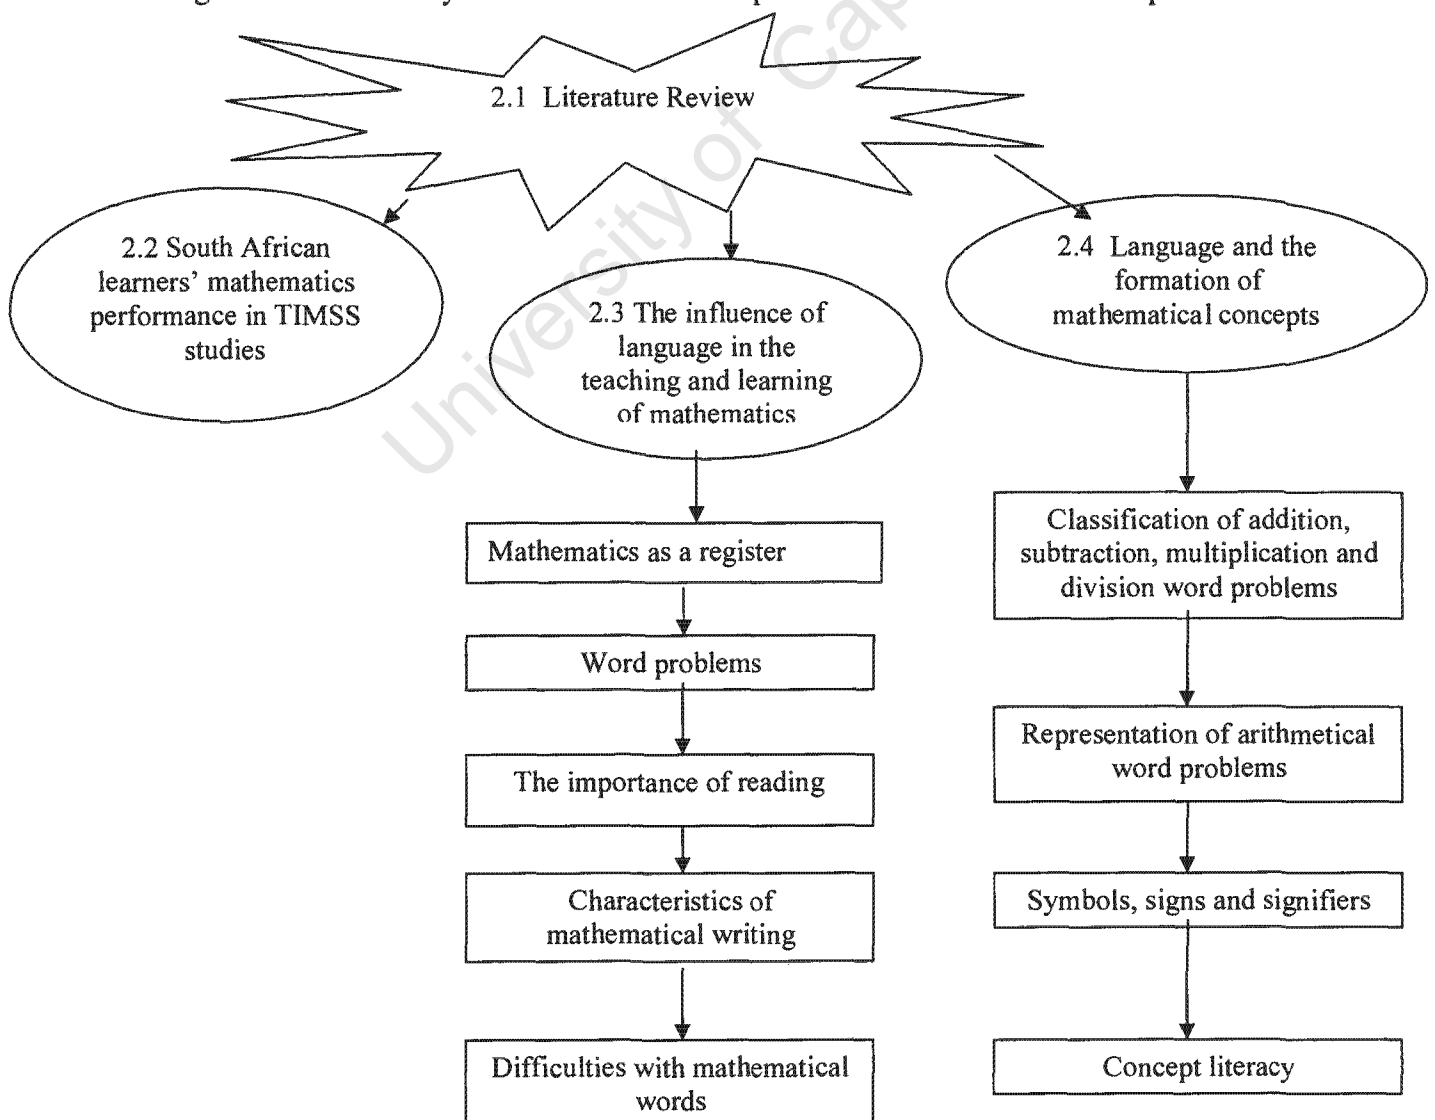 2.1 Literature Review
2.2 South African
learners' mathematics
performance in TIMSS
studies
2.3 The influence of
language in the
teaching and learning
of mathematics
2.4 Language and the
formation of
mathematical concepts
Mathematics as a register
Word problems
The importance of reading
Characteristics of
mathematical writing
Difficulties with mathematical
words
Classification of addition,
subtraction, multiplication and
division word problems
Representation of arithmetical
word problems
Symbols, signs and signifiers
Concept literacy
University of Cap